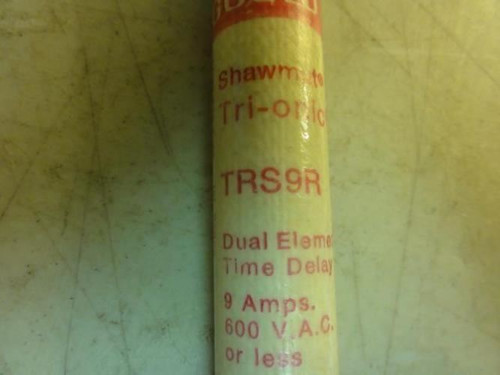 Shawmut
Tri-onic
TRS9R
Dual Eleme
Time Delay
9 Amps.
600 V.A.C.
or less